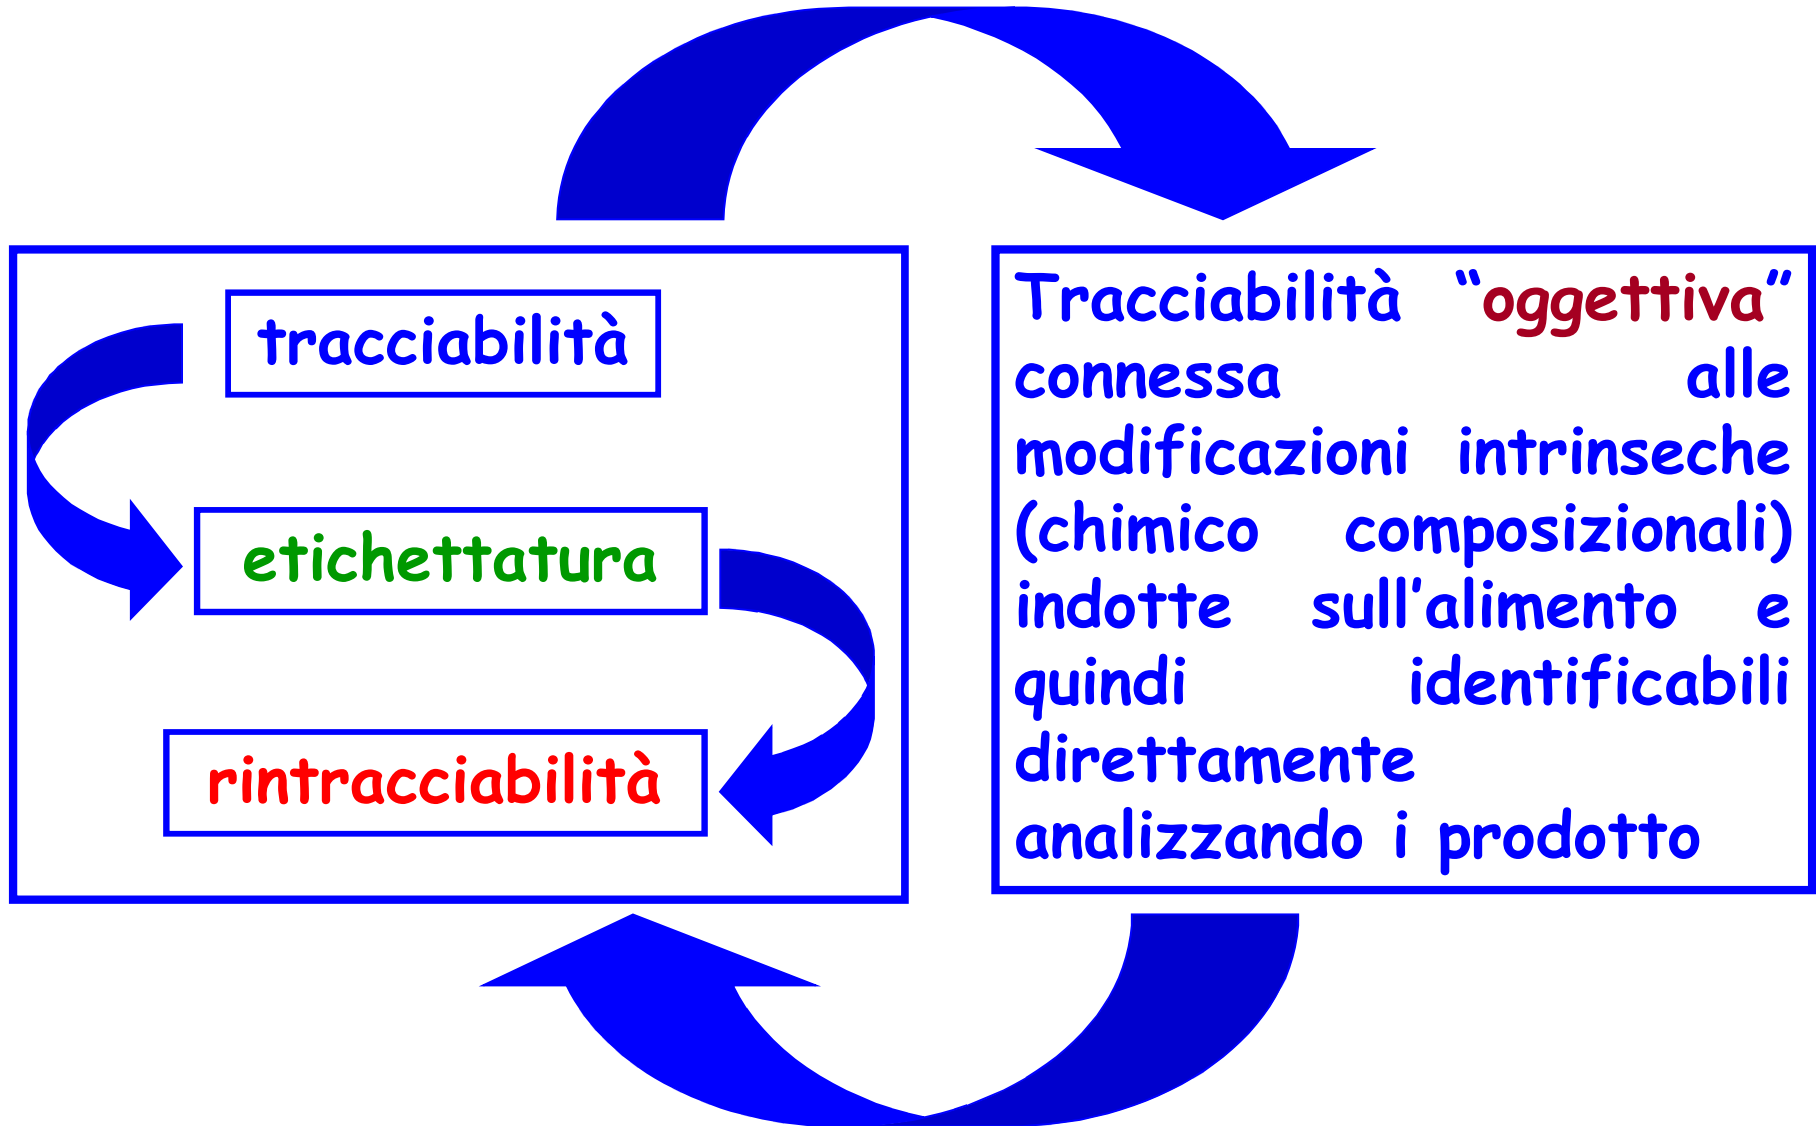 tracciabilità
etichettatura
rintracciabilità
Tracciabilità “oggettiva”
connessa alle
modificazioni intrinseche
(chimico composizionali)
indotte sull’alimento e
quindi identificabili
direttamente
analizzando i prodotto